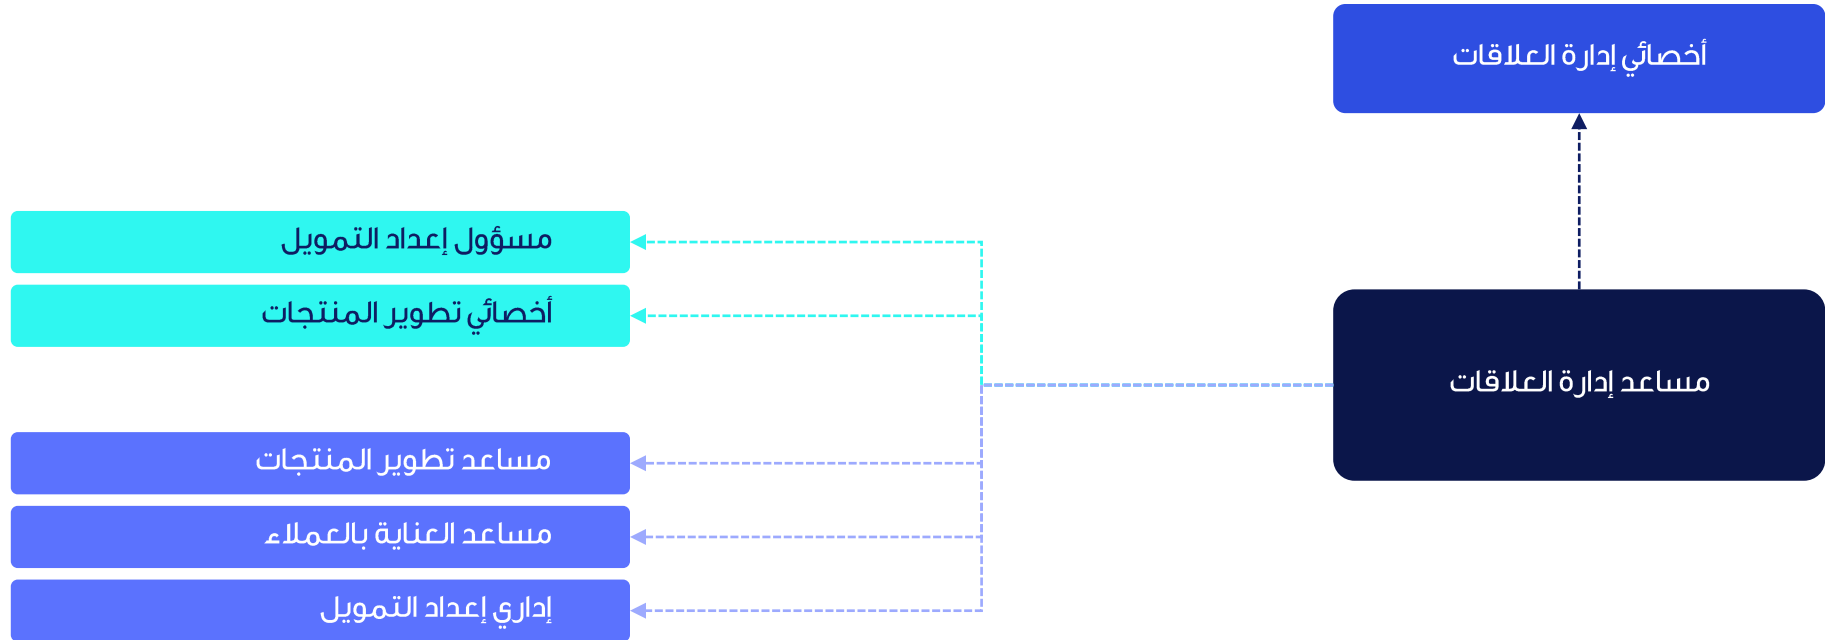 أخصائي إدارة العلاقات
مساعد إدارة العلاقات
مسؤول إعداد التمويل
أخصائي تطوير المنتجات
مساعد تطوير المنتجات
مساعد العناية بالعملاء
إداري إعداد التمويل